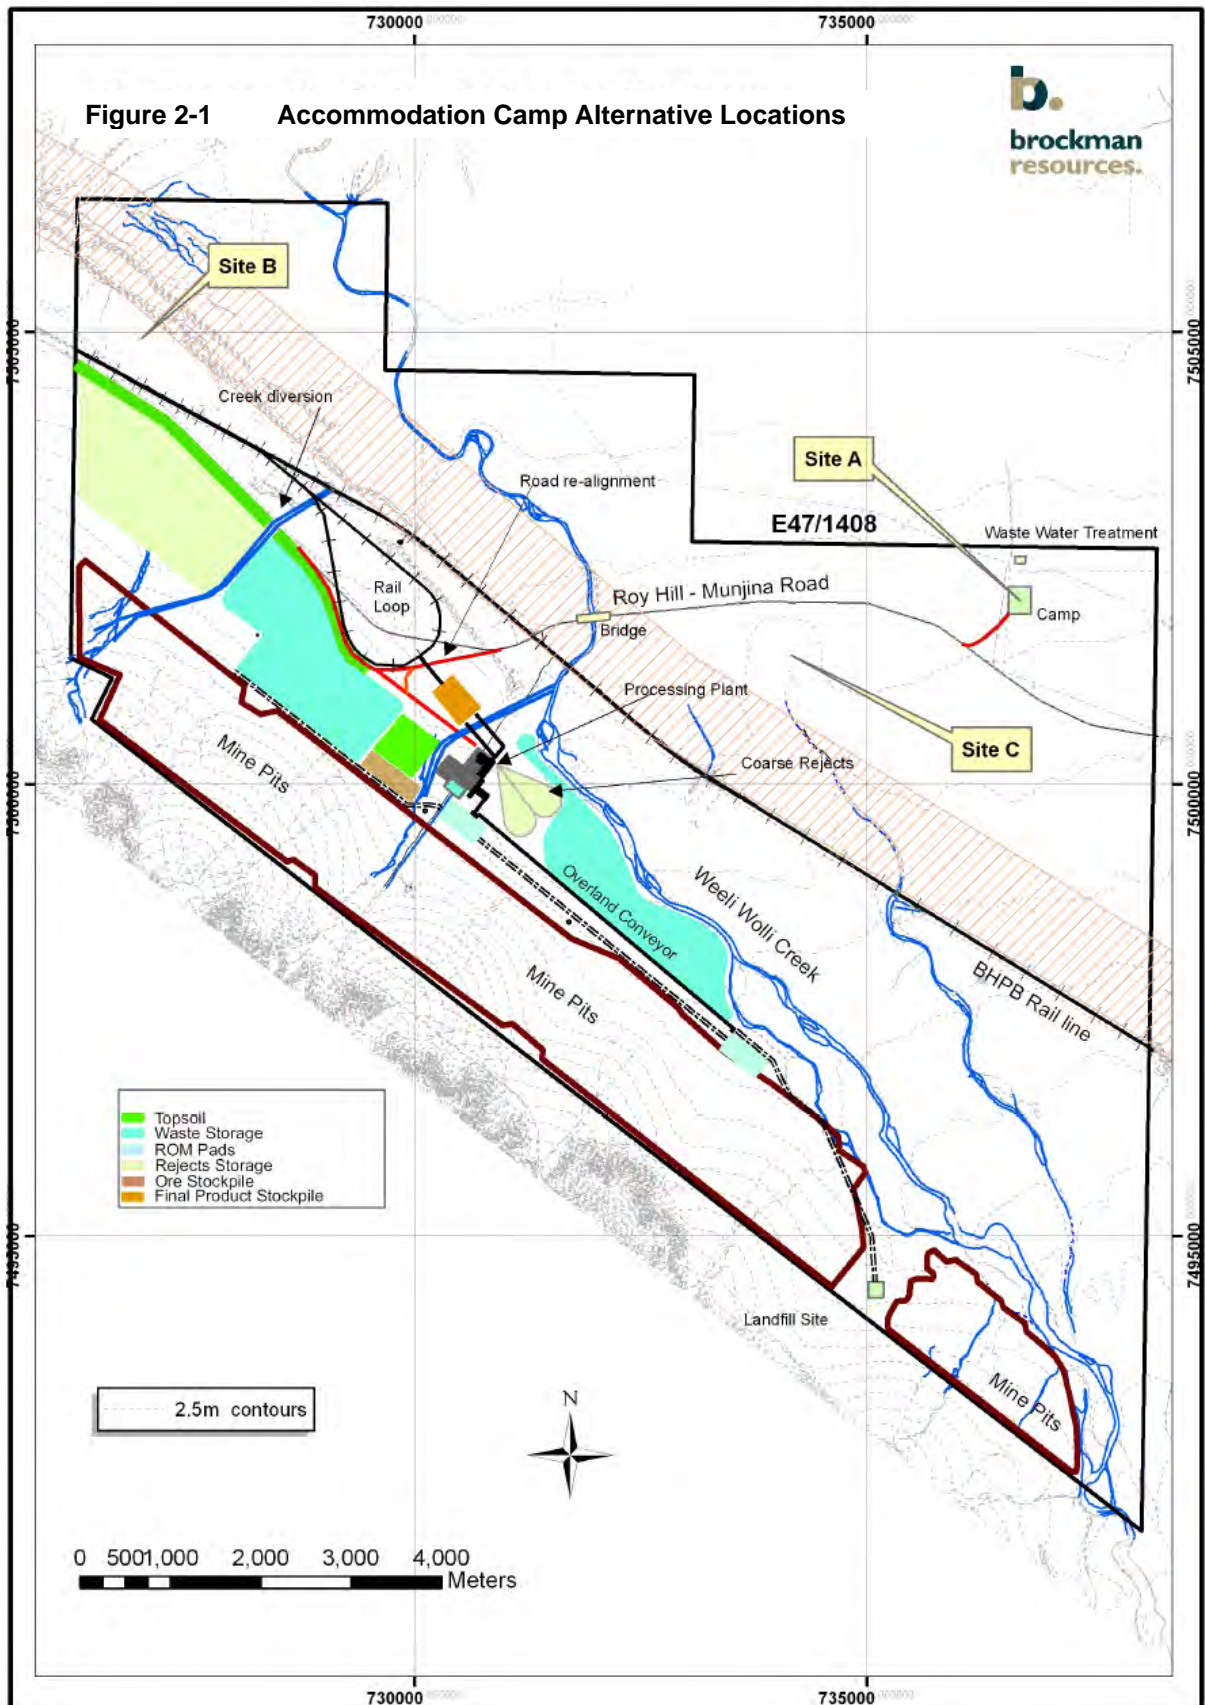 730000
735000
Figure 2-1 Accommodation Camp Alternative Locations
b.
brockman
resources.
Site B
7505000
7505000
Creek diversion
Site A
Road re-alignment
E47/1408
Waste Water Treatment
Rail
Loop
Roy Hill - Munjina Road
Camp
Bridge
Processing Plant
Site C
Mine Pits
Coarse Rejects
7500000
7500000
Overland Conveyor
Weeli Wolli Creek
Mine Pits
BHPB Rail line
Topsoil
Waste Storage
ROM Pads
Rejects Storage
Ore Stockpile
Final Product Stockpile
7495000
7495000
Landfill Site
Mine Pits
2.5m contours
N
0 500 1,000 2,000 3,000 4,000
Meters
730000
735000